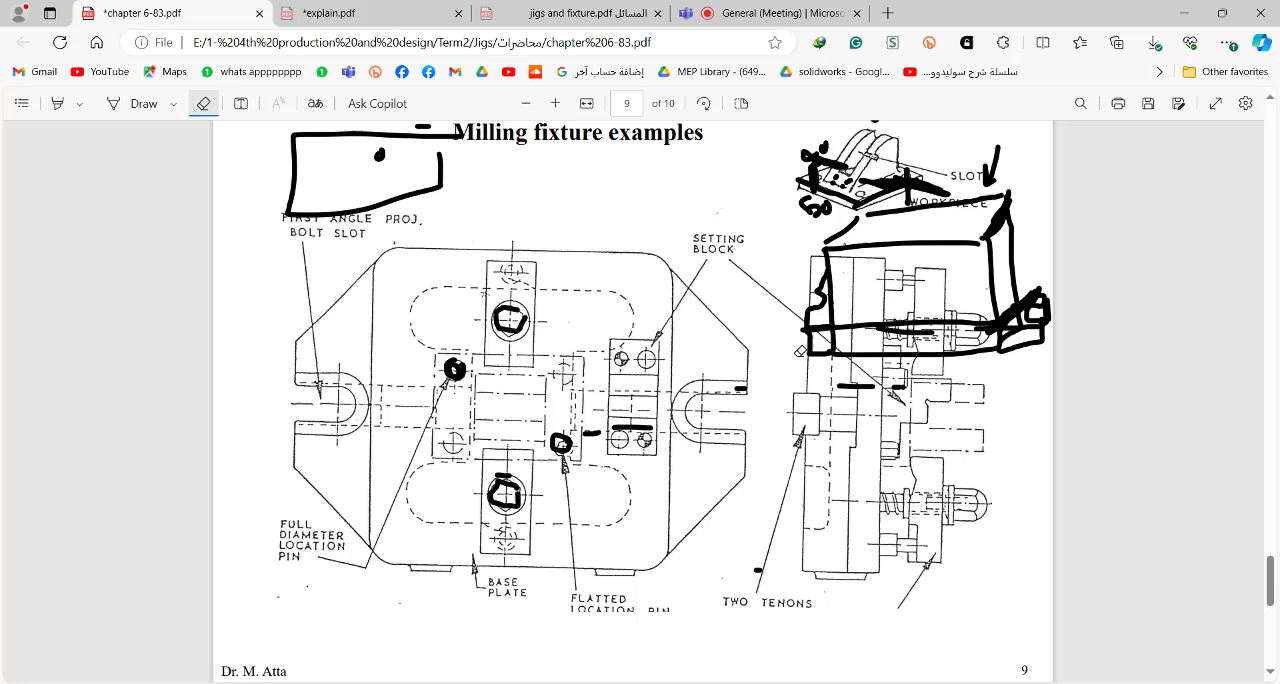 *chapter 6-83.pdf
*explain.pdf
المسائل jigs and fixture.pdf
General (Meeting) | Microso
File
E:/1-%204th%20production%20and%20design/Term2/Jigs/محاضرات/chapter%206-83.pdf
Gmail
YouTube
Maps
whats appppppppp
إضافة حساب آخر
MEP Library - (649...
solidworks - Googl...
سلسلة شرح سوليدوو...
Other favorites
Draw
Ask Copilot
9 of 10
Milling fixture examples
SLOT
WORKPIECE
50
FIRST ANGLE PROJ.
BOLT SLOT
SETTING
BLOCK
FULL
DIAMETER
LOCATION
PIN
BASE
PLATE
FLATTED
LOCATION PIN
TWO TENONS
Dr. M. Atta
9